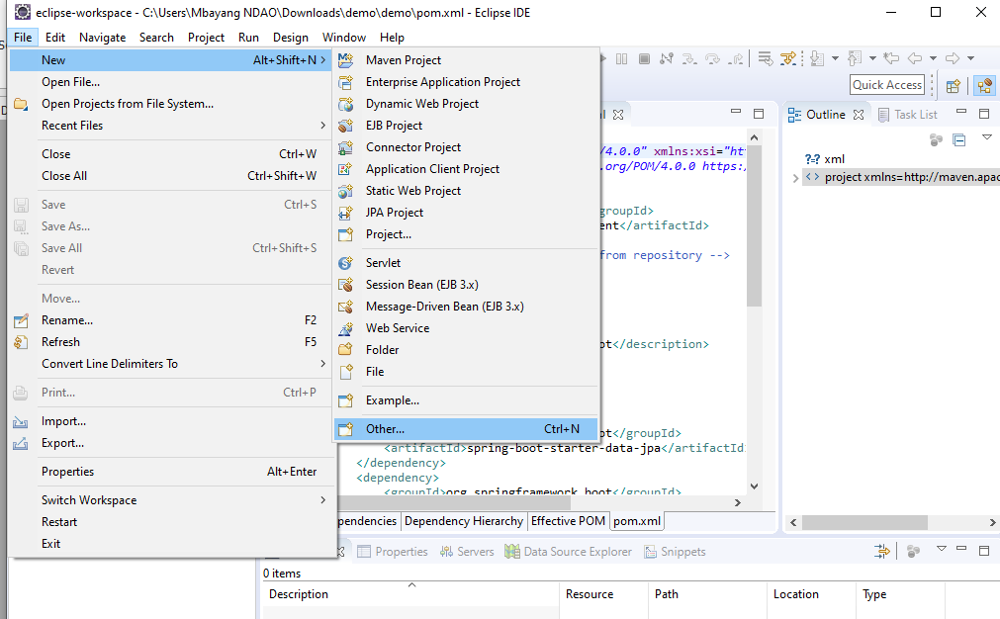 eclipse-workspace - C:\Users\Mbayang NDAO\Downloads\demo\demo\pom.xml - Eclipse IDE
File Edit Navigate Search Project Run Design Window Help
New Alt+Shift+N
Open File...
Open Projects from File System...
Recent Files
Close Ctrl+W
Close All Ctrl+Shift+W
Save Ctrl+S
Save As...
Save All Ctrl+Shift+S
Revert
Move...
Rename... F2
Refresh F5
Convert Line Delimiters To
Print... Ctrl+P
Import...
Export...
Properties Alt+Enter
Switch Workspace
Restart
Exit
Maven Project
Enterprise Application Project
Dynamic Web Project
EJB Project
Connector Project
Application Client Project
Static Web Project
JPA Project
Project...
Servlet
Session Bean (EJB 3.x)
Message-Driven Bean (EJB 3.x)
Web Service
Folder
File
Example...
Other... Ctrl+N
Quick Access
/4.0.0" xmlns:xsi="htt
.org/POM/4.0.0 https:/
groupId>
ent</artifactId>
from repository -->
ot</description>
ot</groupId>
<artifactId>spring-boot-starter-data-jpa</artifactId
</dependency>
<dependency>
<groupId>org.springframework.boot</groupId>
pendencies Dependency Hierarchy Effective POM pom.xml
Outline Task List
?-? xml
<> project xmlns=http://maven.apac
Properties Servers Data Source Explorer Snippets
0 items
Description Resource Path Location Type